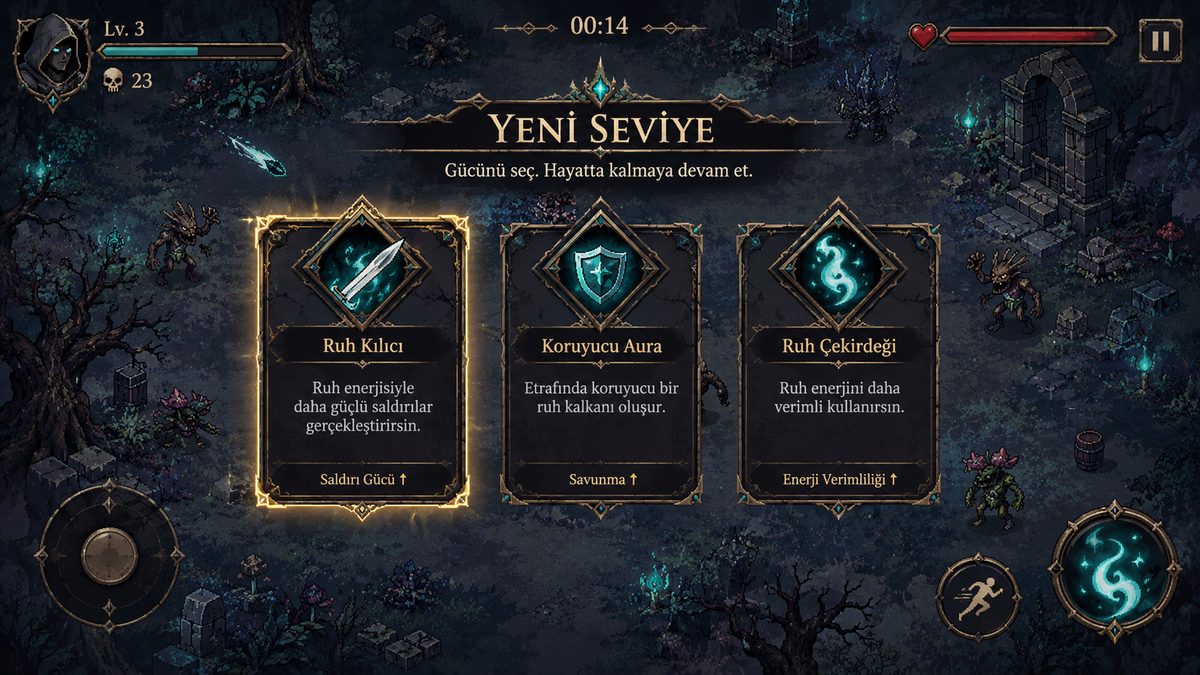 Lv. 3
23
00:14
YENİ SEVİYE
Gücünü seç. Hayatta kalmaya devam et.
Ruh Kılıcı
Ruh enerjisiyle
daha güçlü saldırılar
gerçekleştirirsin.
Saldırı Gücü ↑
Koruyucu Aura
Etrafında koruyucu bir
ruh kalkanı oluşur.
Savunma ↑
Ruh Çekirdeği
Ruh enerjini daha
verimli kullanırsın.
Enerji Verimliliği ↑